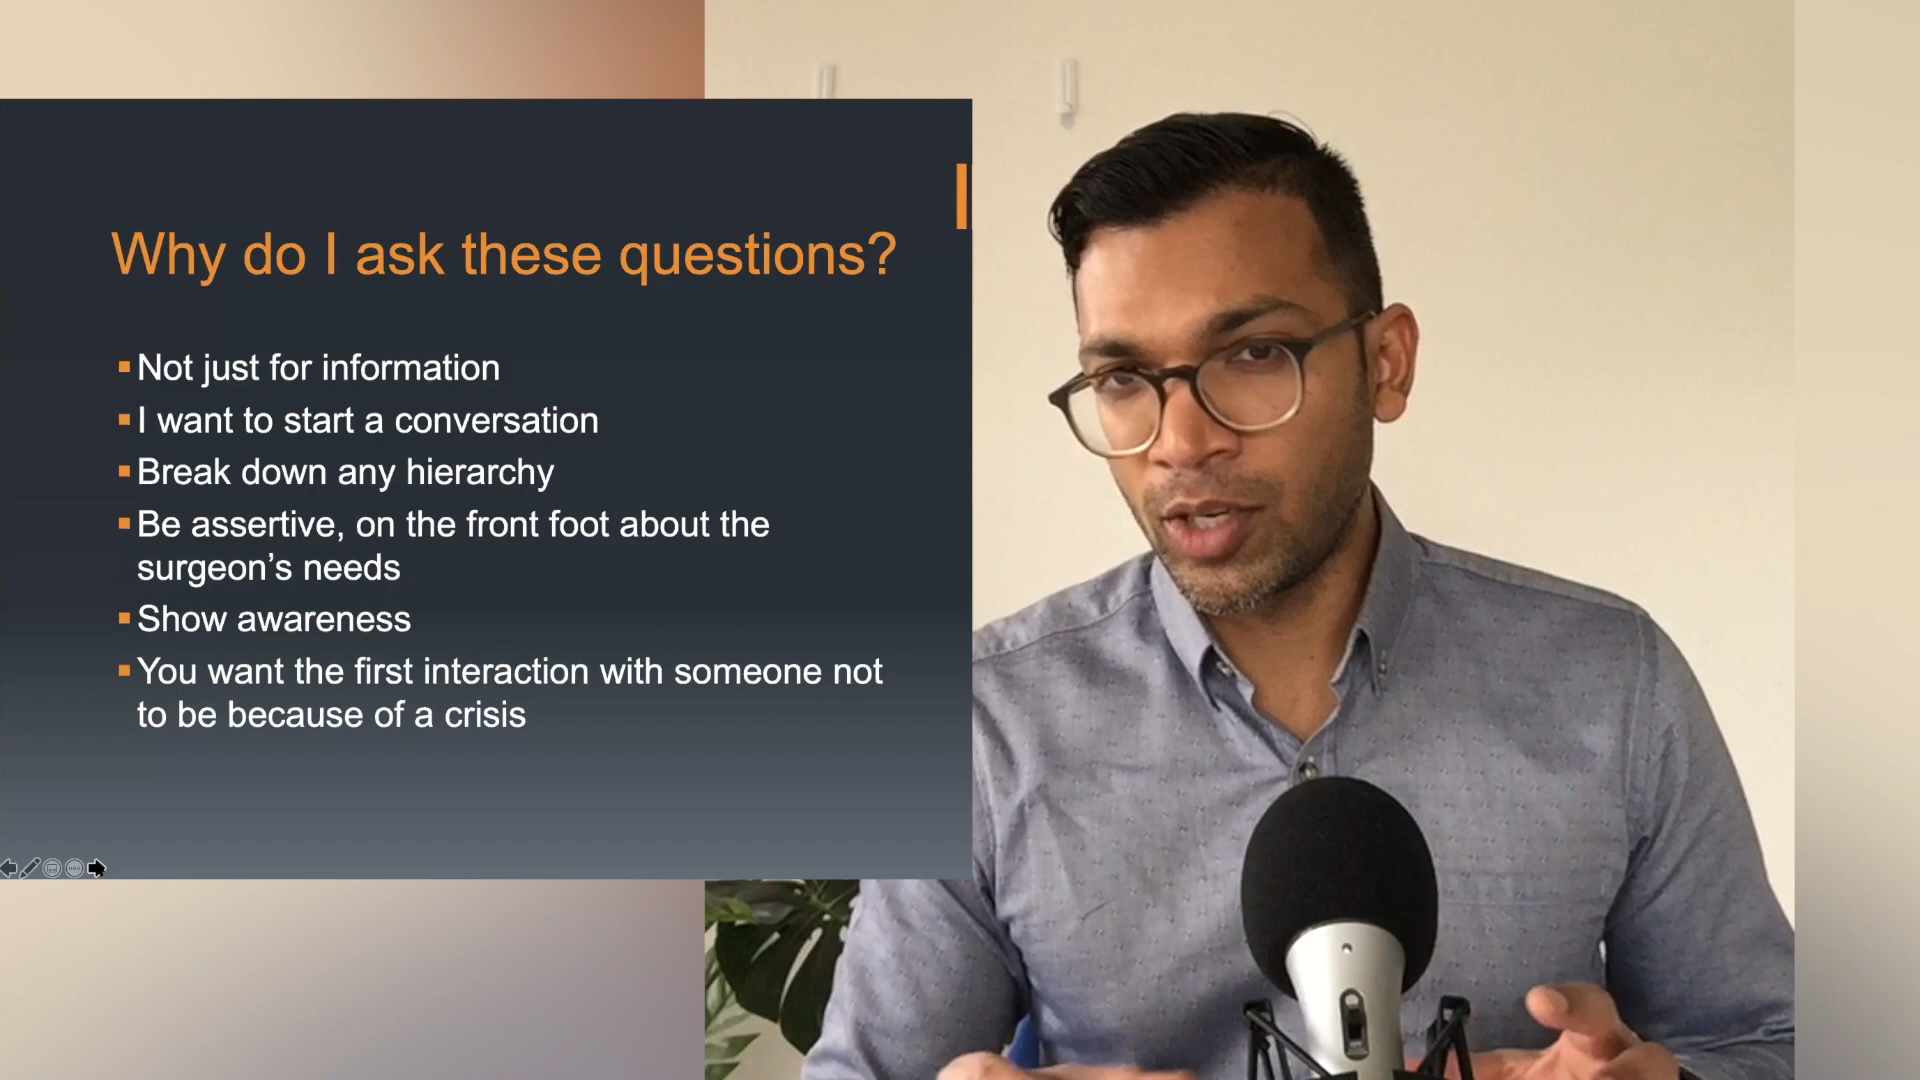 Why do I ask these questions?
Not just for information
I want to start a conversation
Break down any hierarchy
Be assertive, on the front foot about the
surgeon’s needs
Show awareness
You want the first interaction with someone not
to be because of a crisis